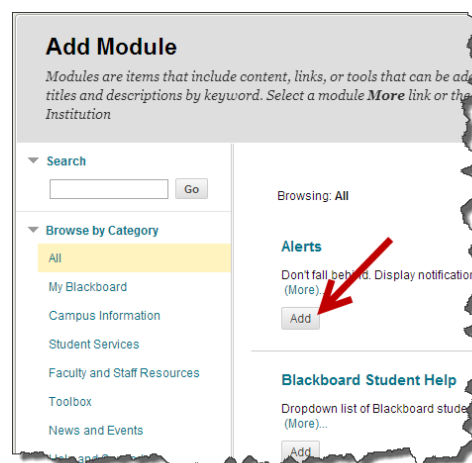 Add Module
Modules are items that include content, links, or tools that can be
titles and descriptions by keyword. Select a module More link or the
Institution
Search
Go
Browse by Category
All
My Blackboard
Campus Information
Student Services
Faculty and Staff Resources
Toolbox
News and Events
Browsing: All
Alerts
Don't fall behind. Display notification
(More)...
Add
Blackboard Student Help
Dropdown list of Blackboard
(More)...
Add